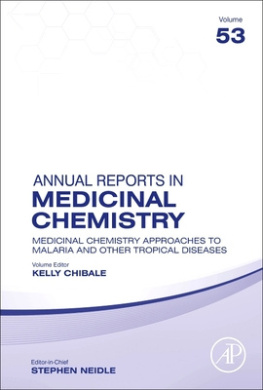 Volume
53
ANNUAL REPORTS IN
MEDICINAL
CHEMISTRY
MEDICINAL CHEMISTRY APPROACHES TO
MALARIA AND OTHER TROPICAL DISEASES
Volume Editor
KELLY CHIBALE
Editor-in-Chief
STEPHEN NEIDLE